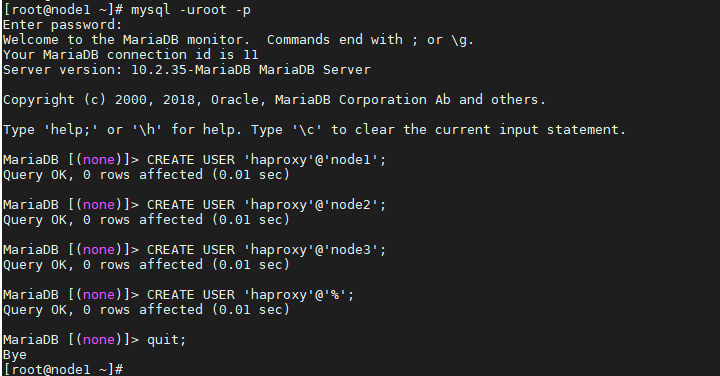 [root@node1 ~]# mysql -uroot -p
Enter password:
Welcome to the MariaDB monitor.  Commands end with ; or \g.
Your MariaDB connection id is 11
Server version: 10.2.35-MariaDB MariaDB Server

Copyright (c) 2000, 2018, Oracle, MariaDB Corporation Ab and others.

Type 'help;' or '\h' for help. Type '\c' to clear the current input statement.

MariaDB [(none)]> CREATE USER 'haproxy'@'node1';
Query OK, 0 rows affected (0.01 sec)

MariaDB [(none)]> CREATE USER 'haproxy'@'node2';
Query OK, 0 rows affected (0.01 sec)

MariaDB [(none)]> CREATE USER 'haproxy'@'node3';
Query OK, 0 rows affected (0.01 sec)

MariaDB [(none)]> CREATE USER 'haproxy'@'%';
Query OK, 0 rows affected (0.01 sec)

MariaDB [(none)]> quit;
Bye
[root@node1 ~]#